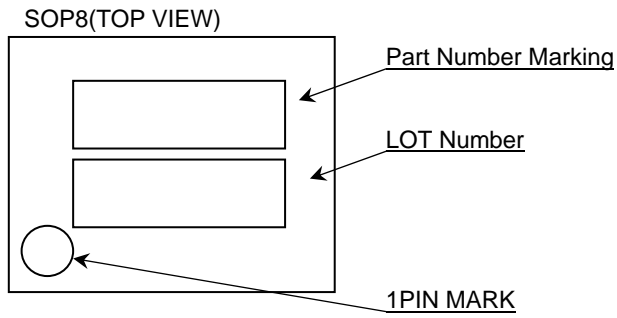 SOP8(TOP VIEW)
Part Number Marking
LOT Number
1PIN MARK